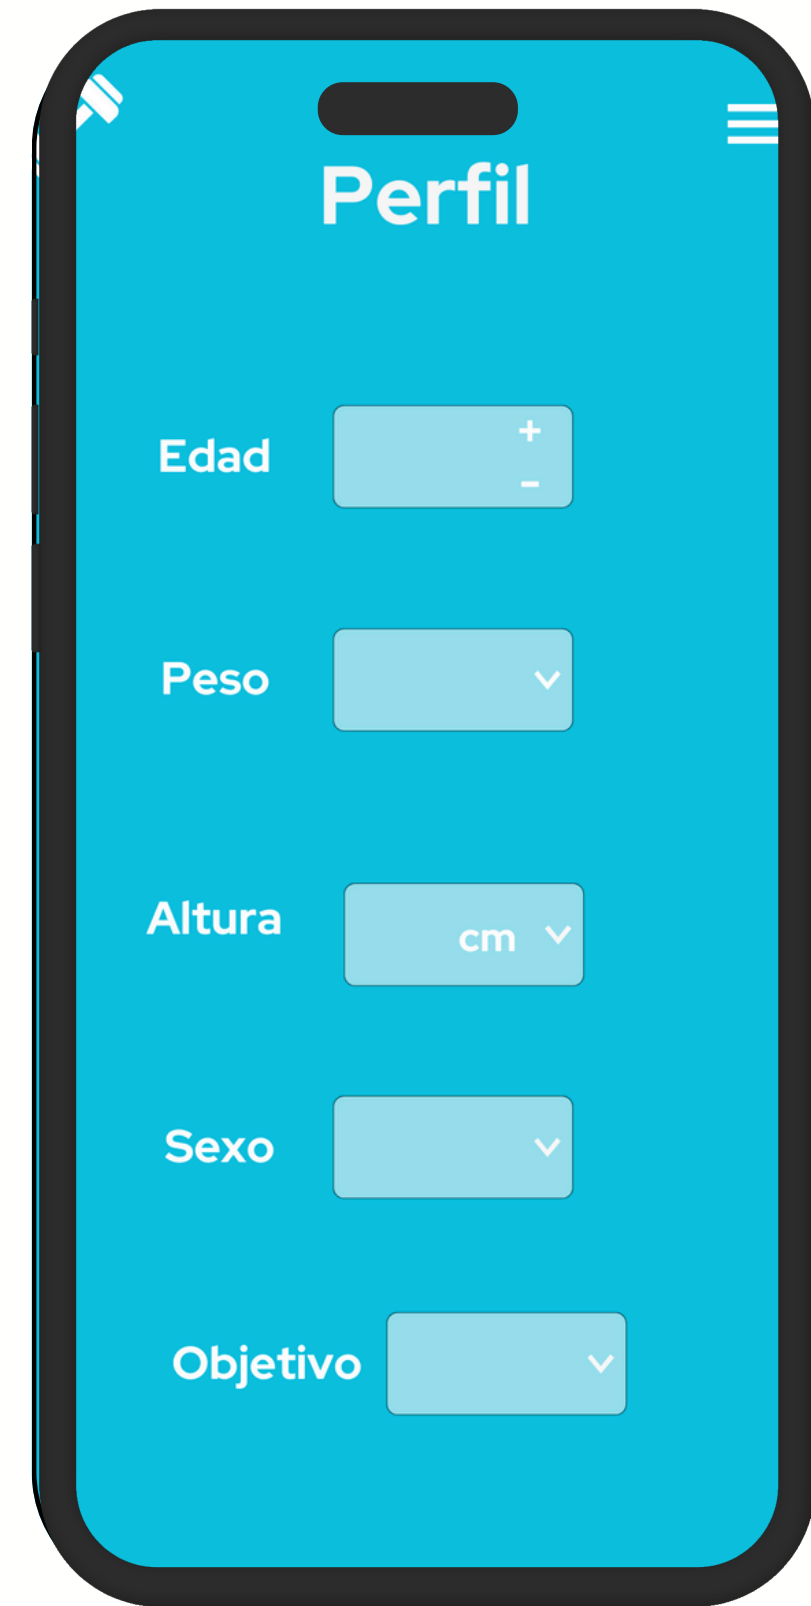 Perfil
Edad
+
-
Peso
Altura
cm
Sexo
Objetivo